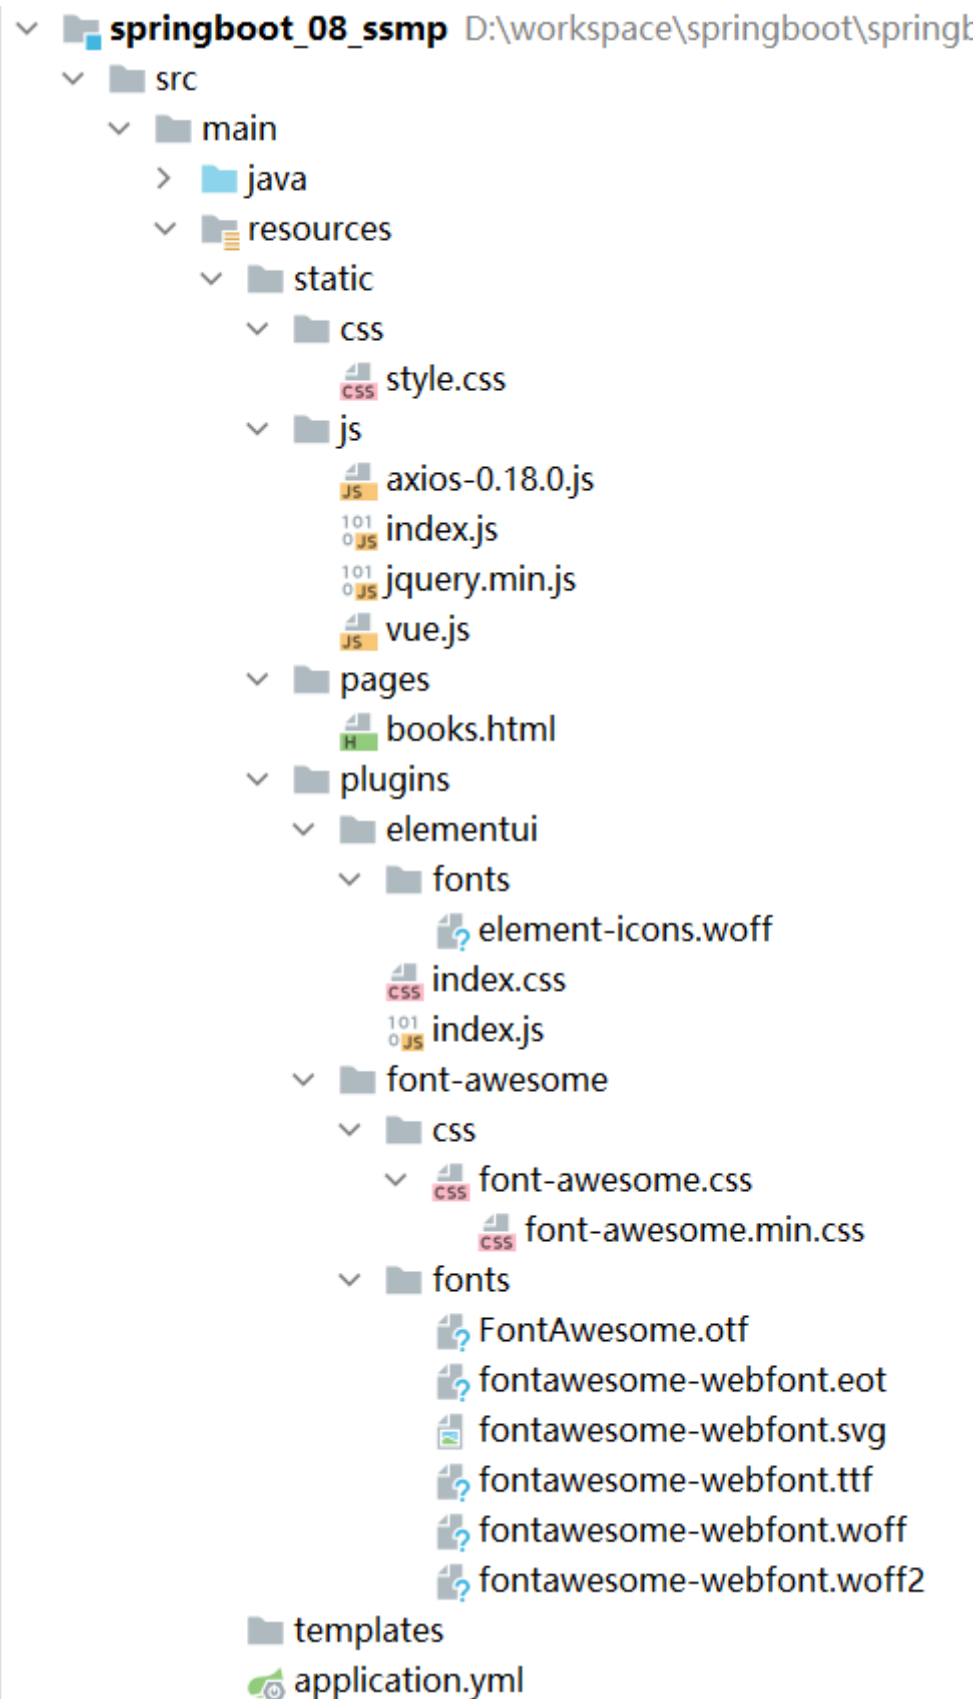 springboot_08_ssmp D:\workspace\springboot\springb
src
main
java
resources
static
css
style.css
js
axios-0.18.0.js
index.js
jquery.min.js
vue.js
pages
books.html
plugins
elementui
fonts
element-icons.woff
index.css
index.js
font-awesome
css
font-awesome.css
font-awesome.min.css
fonts
FontAwesome.otf
fontawesome-webfont.eot
fontawesome-webfont.svg
fontawesome-webfont.ttf
fontawesome-webfont.woff
fontawesome-webfont.woff2
templates
application.yml